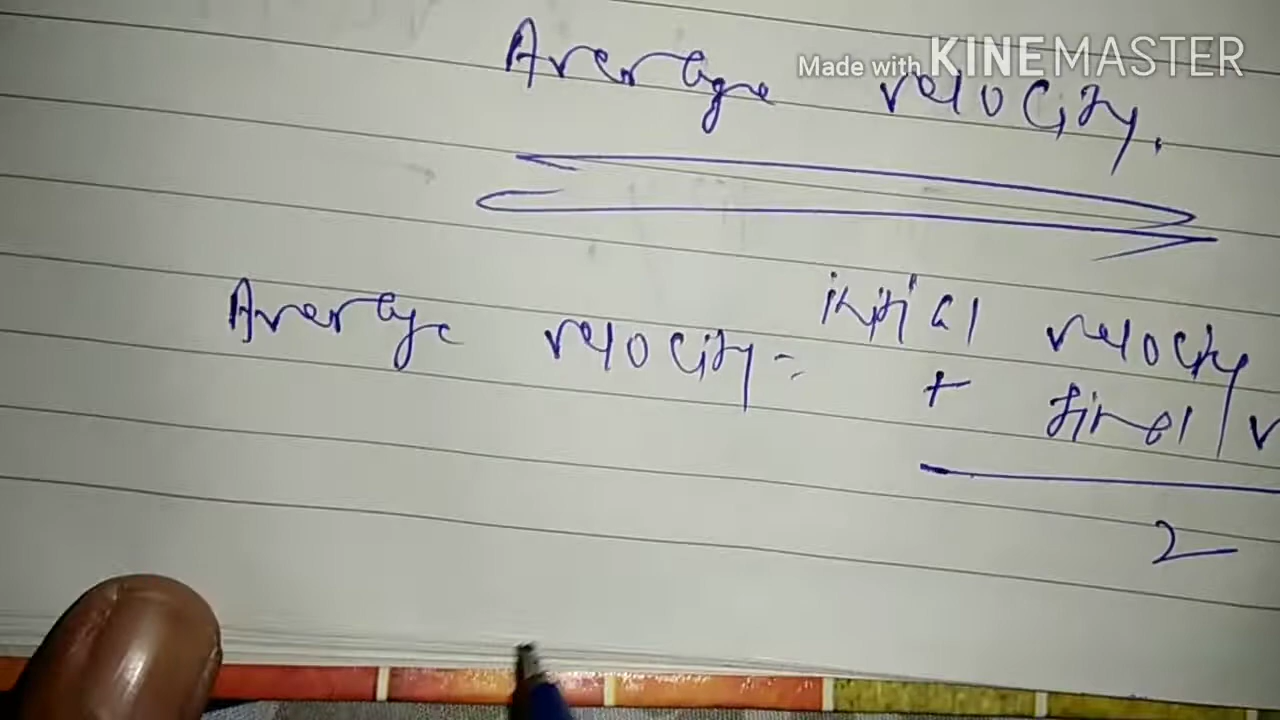 Made with KINEMASTER
Average velocity.
Average velocity = initial velocity
+ final v
2